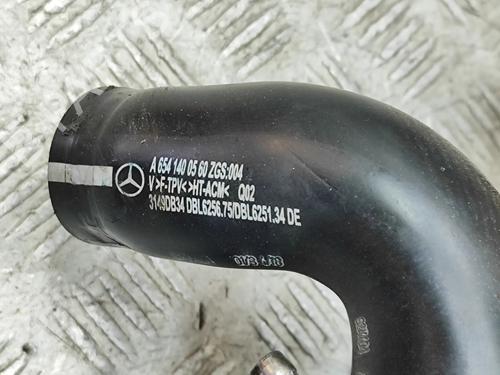 A 654 140 05 60 ZGS:004
V>F-TPV<>HT-ACM< Q02
3149DB34 DBL6256.75/DBL6251.34 DE